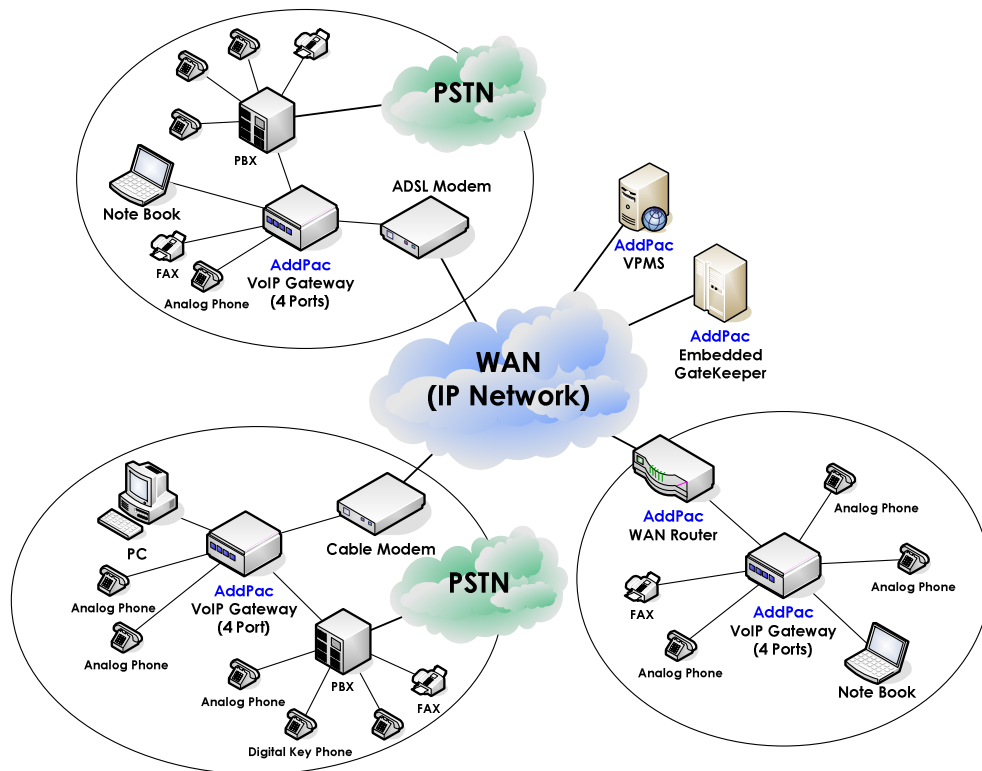 PSTN
PBX
Note Book
ADSL Modem
FAX
Analog Phone
AddPac
VoIP Gateway
(4 Ports)
AddPac
VPMS
AddPac
Embedded
GateKeeper
WAN
(IP Network)
PC
Cable Modem
Analog Phone
Analog Phone
AddPac
VoIP Gateway
(4 Port)
PSTN
PBX
Analog Phone
FAX
Digital Key Phone
AddPac
WAN Router
Analog Phone
Analog Phone
FAX
AddPac
VoIP Gateway
(4 Ports)
Analog Phone
Note Book